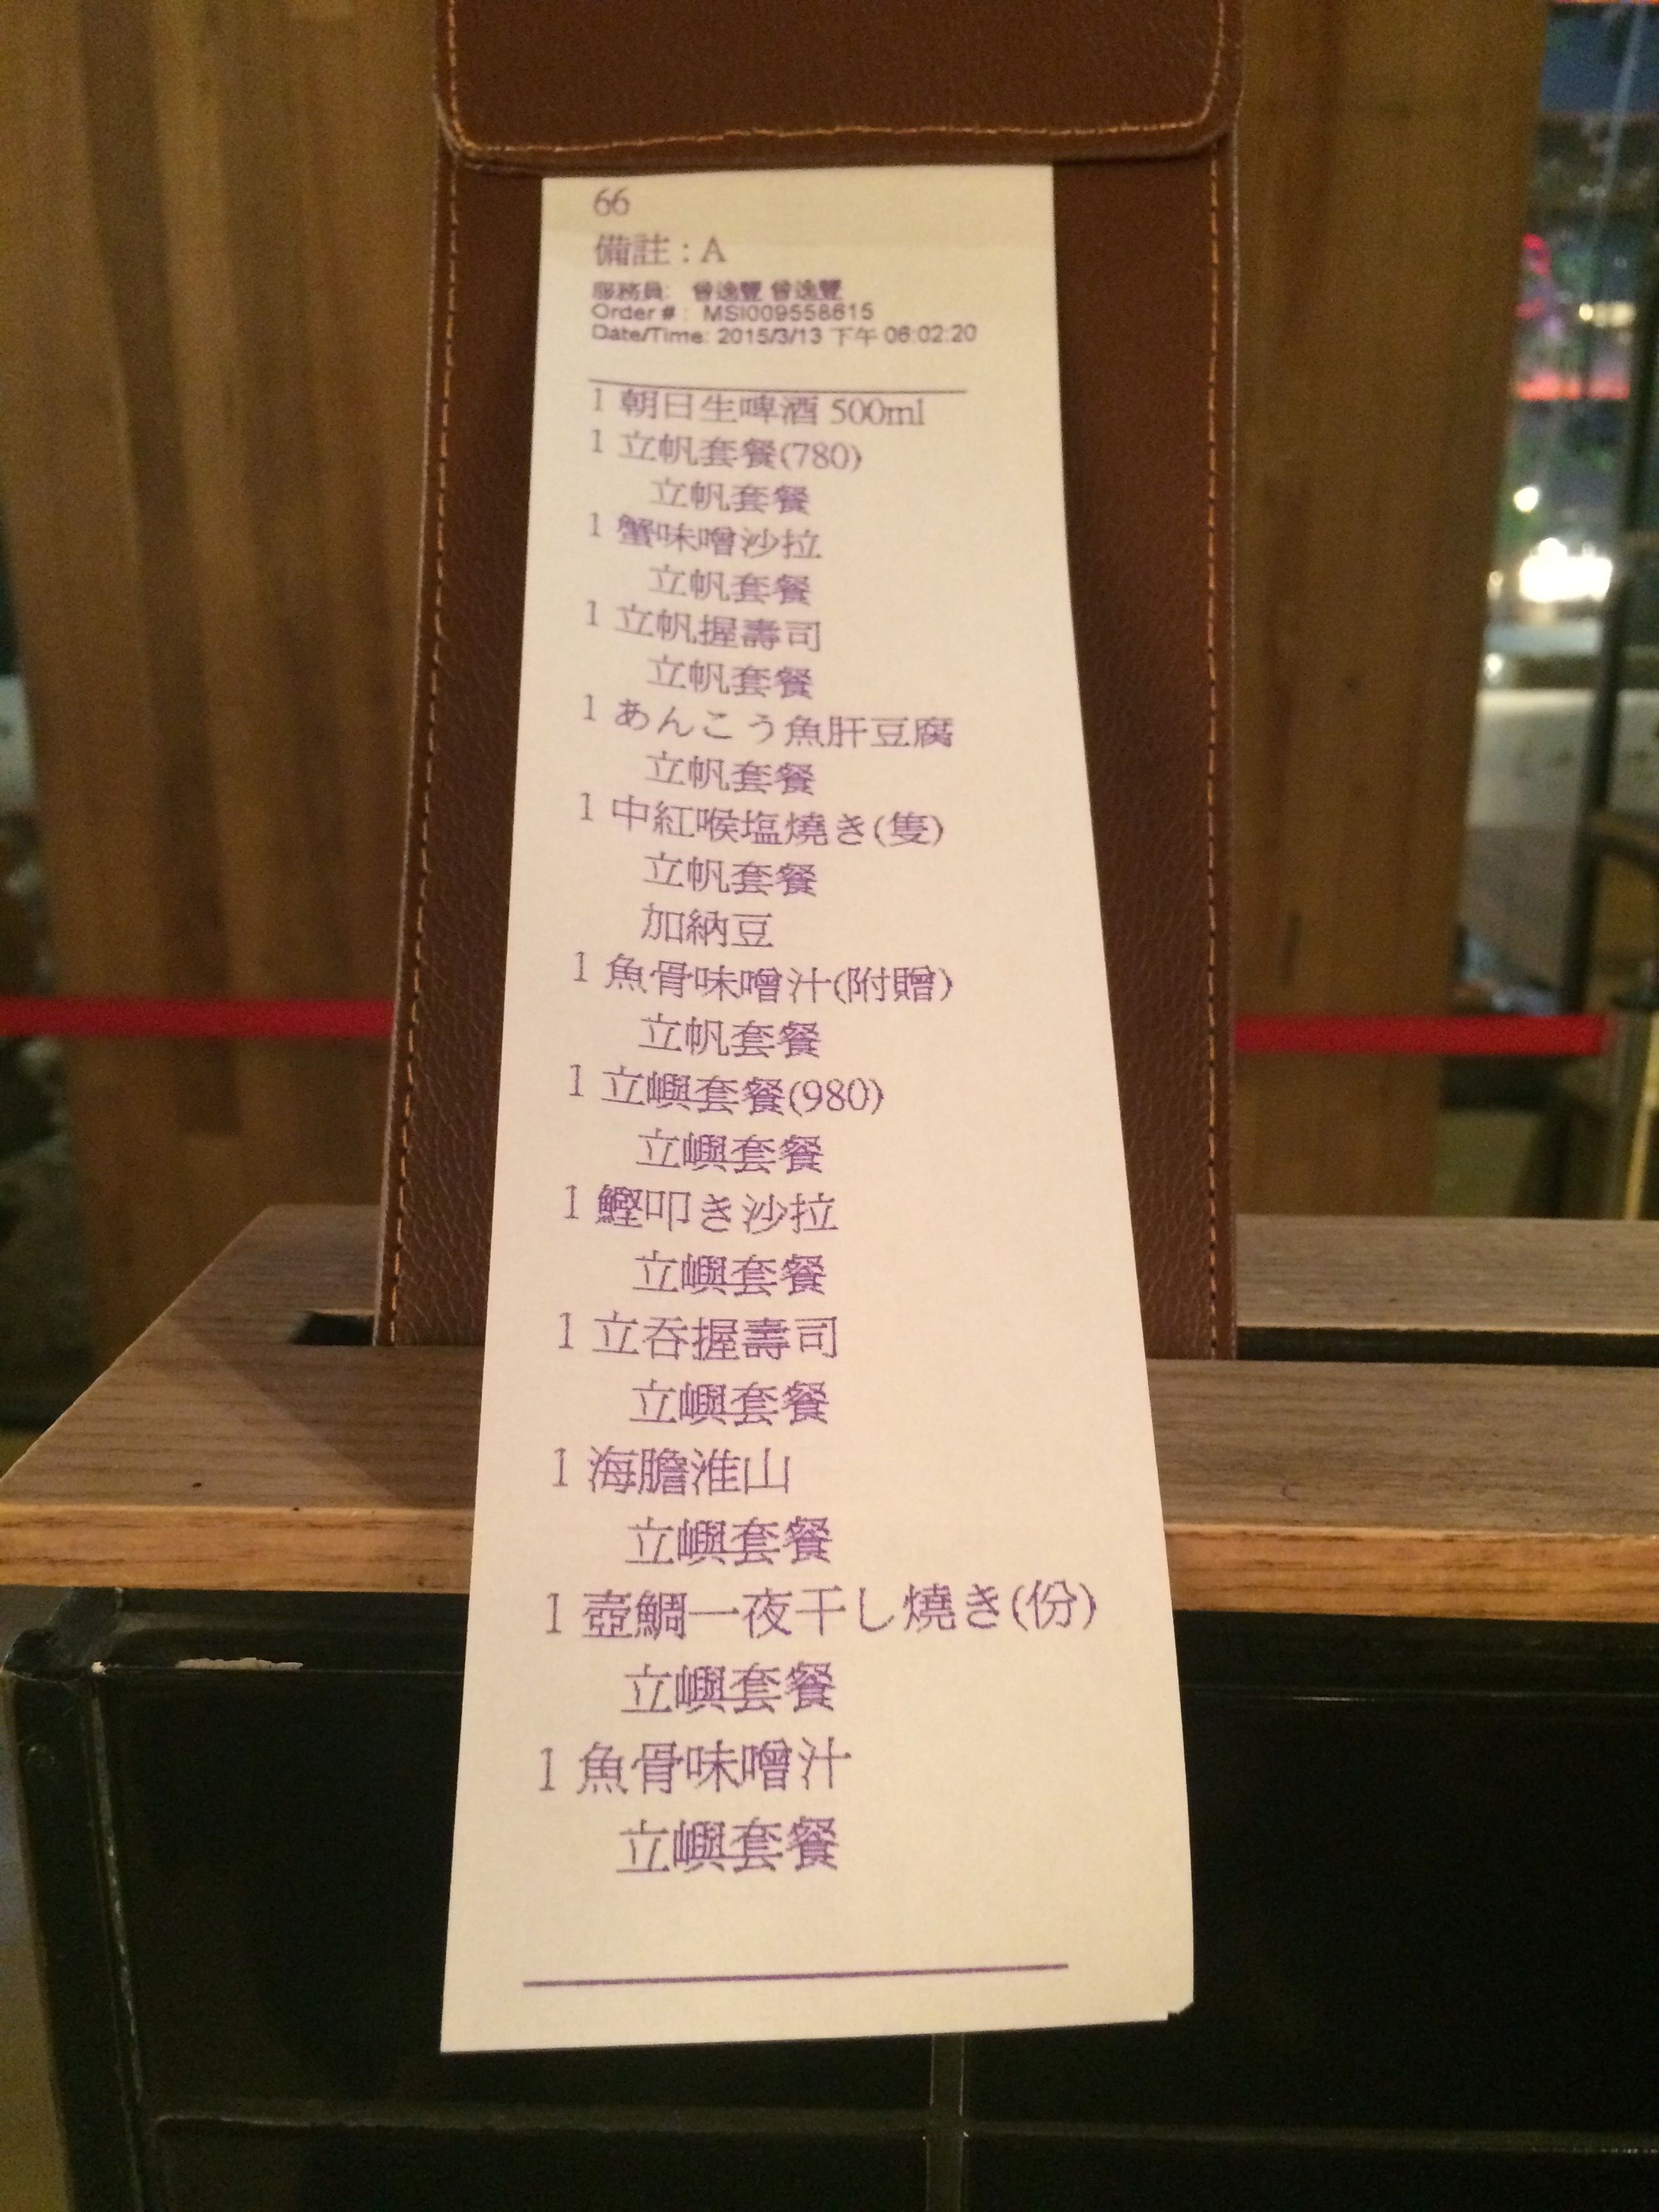 66
備註 : A
服務員: 曾逸豐 曾逸豐
Order # : MSI009558615
Date/Time: 2015/3/13 下午 06:02:20
1 朝日生啤酒 500ml
1 立帆套餐(780)
立帆套餐
1 蟹味噌沙拉
立帆套餐
1 立帆握壽司
立帆套餐
1 あんこう魚肝豆腐
立帆套餐
1 中紅喉塩燒き(隻)
立帆套餐
加納豆
1 魚骨味噌汁(附贈)
立帆套餐
1 立嶼套餐(980)
立嶼套餐
1 鰹叩き沙拉
立嶼套餐
1 立吞握壽司
立嶼套餐
1 海膽淮山
立嶼套餐
1 壺鯛一夜干し燒き(份)
立嶼套餐
1 魚骨味噌汁
立嶼套餐